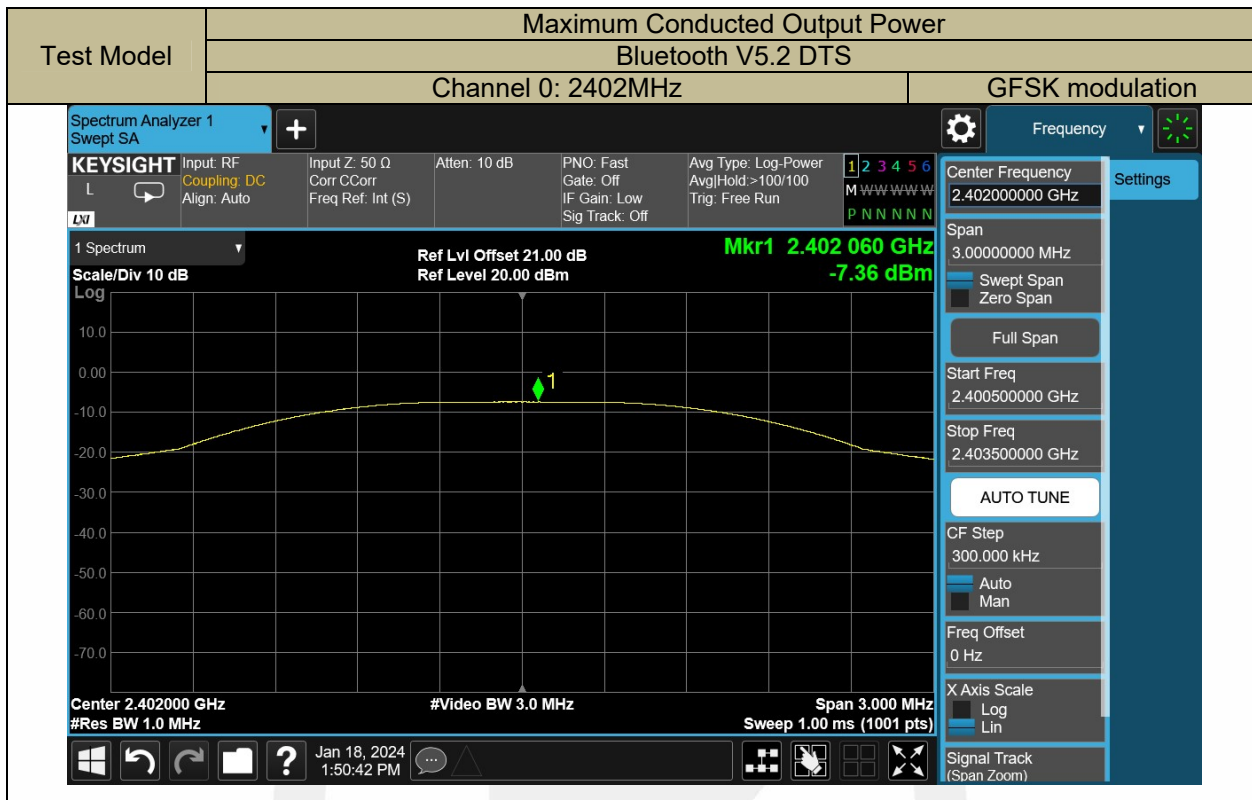 Test Model
Maximum Conducted Output Power
Bluetooth V5.2 DTS
Channel 0: 2402MHz
GFSK modulation
Spectrum Analyzer 1
Swept SA
Frequency
KEYSIGHT
L
LXI
Input: RF
Coupling: DC
Align: Auto
Input Z: 50 Ω
Corr CCorr
Freq Ref: Int (S)
Atten: 10 dB
PNO: Fast
Gate: Off
IF Gain: Low
Sig Track: Off
Avg Type: Log-Power
Avg|Hold:>100/100
Trig: Free Run
1 2 3 4 5 6
M W W W W W
P N N N N N
1 Spectrum
Scale/Div 10 dB
Ref Lvl Offset 21.00 dB
Ref Level 20.00 dBm
Mkr1 2.402 060 GHz
-7.36 dBm
Log
10.0
0.00
-10.0
-20.0
-30.0
-40.0
-50.0
-60.0
-70.0
1
Center 2.402000 GHz
#Res BW 1.0 MHz
#Video BW 3.0 MHz
Span 3.000 MHz
Sweep 1.00 ms (1001 pts)
?
Jan 18, 2024
1:50:42 PM
Center Frequency
2.402000000 GHz
Settings
Span
3.00000000 MHz
Swept Span
Zero Span
Full Span
Start Freq
2.400500000 GHz
Stop Freq
2.403500000 GHz
AUTO TUNE
CF Step
300.000 kHz
Auto
Man
Freq Offset
0 Hz
X Axis Scale
Log
Lin
Signal Track
(Span Zoom)